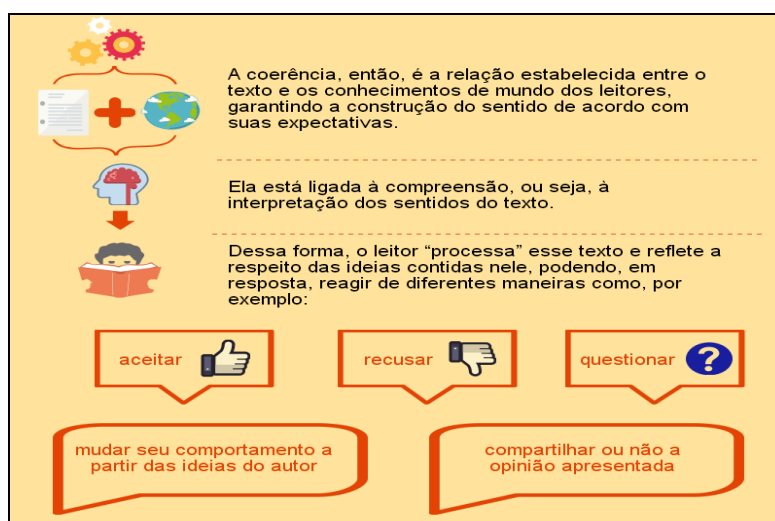 A coerência, então, é a relação estabelecida entre o
texto e os conhecimentos de mundo dos leitores,
garantindo a construção do sentido de acordo com
suas expectativas.
Ela está ligada à compreensão, ou seja, à
interpretação dos sentidos do texto.
Dessa forma, o leitor “processa” esse texto e reflete a
respeito das ideias contidas nele, podendo, em
resposta, reagir de diferentes maneiras como, por
exemplo:
aceitar
recusar
questionar ?
mudar seu comportamento a
partir das ideias do autor
compartilhar ou não a
opinião apresentada